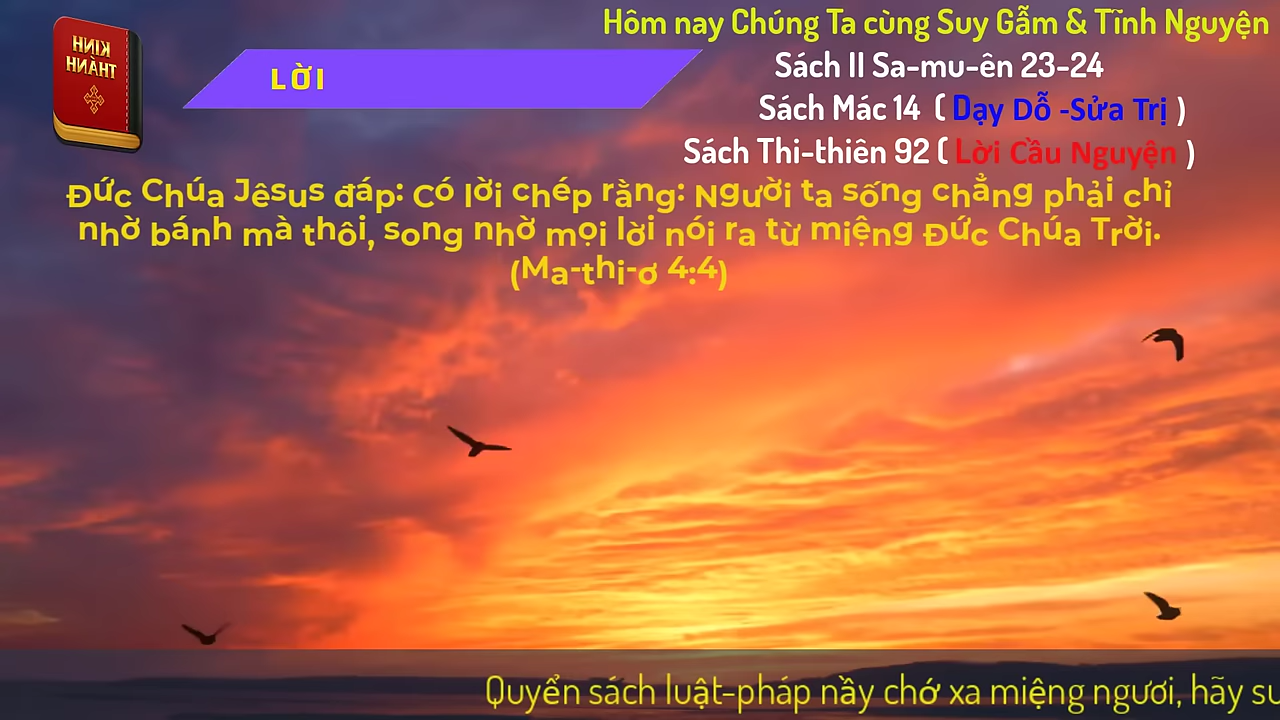 Hôm nay Chúng Ta cùng Suy Gẫm & Tĩnh Nguyện
Sách II Sa-mu-ên 23-24
Sách Mác 14 ( Dạy Dỗ -Sửa Trị )
Sách Thi-thiên 92 ( Lời Cầu Nguyện )
KINH
THÁNH
LỜI
Đức Chúa Jêsus đáp: Có lời chép rằng: Người ta sống chẳng phải chỉ
nhờ bánh mà thôi, song nhờ mọi lời nói ra từ miệng Đức Chúa Trời.
(Ma-thi-ơ 4:4)
Quyển sách luật-pháp nầy chớ xa miệng ngươi, hãy su